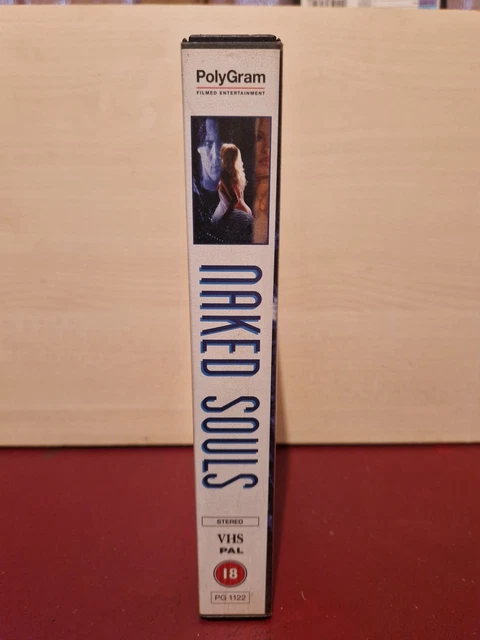 PolyGram
FILMED ENTERTAINMENT
NAKED SOULS
STEREO
VHS
PAL
18
PG 1122